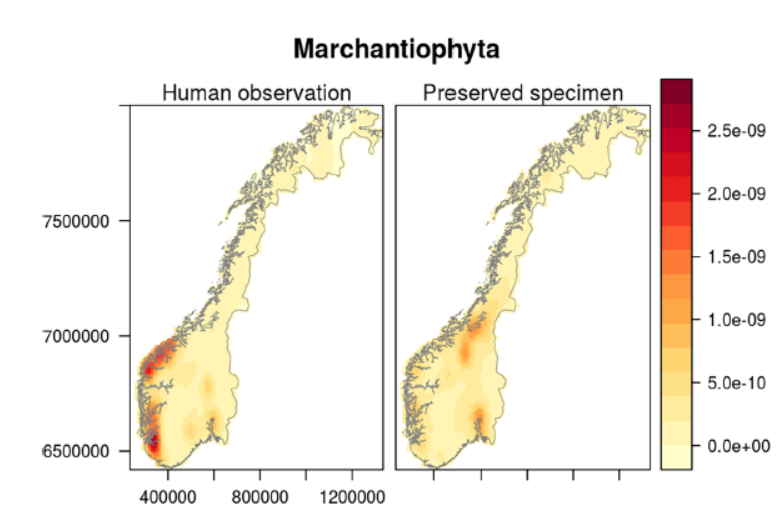 Marchantiophyta
Human observation
Preserved specimen
7500000
7000000
6500000
400000
800000
1200000
2.5e-09
2.0e-09
1.5e-09
1.0e-09
5.0e-10
0.0e+00